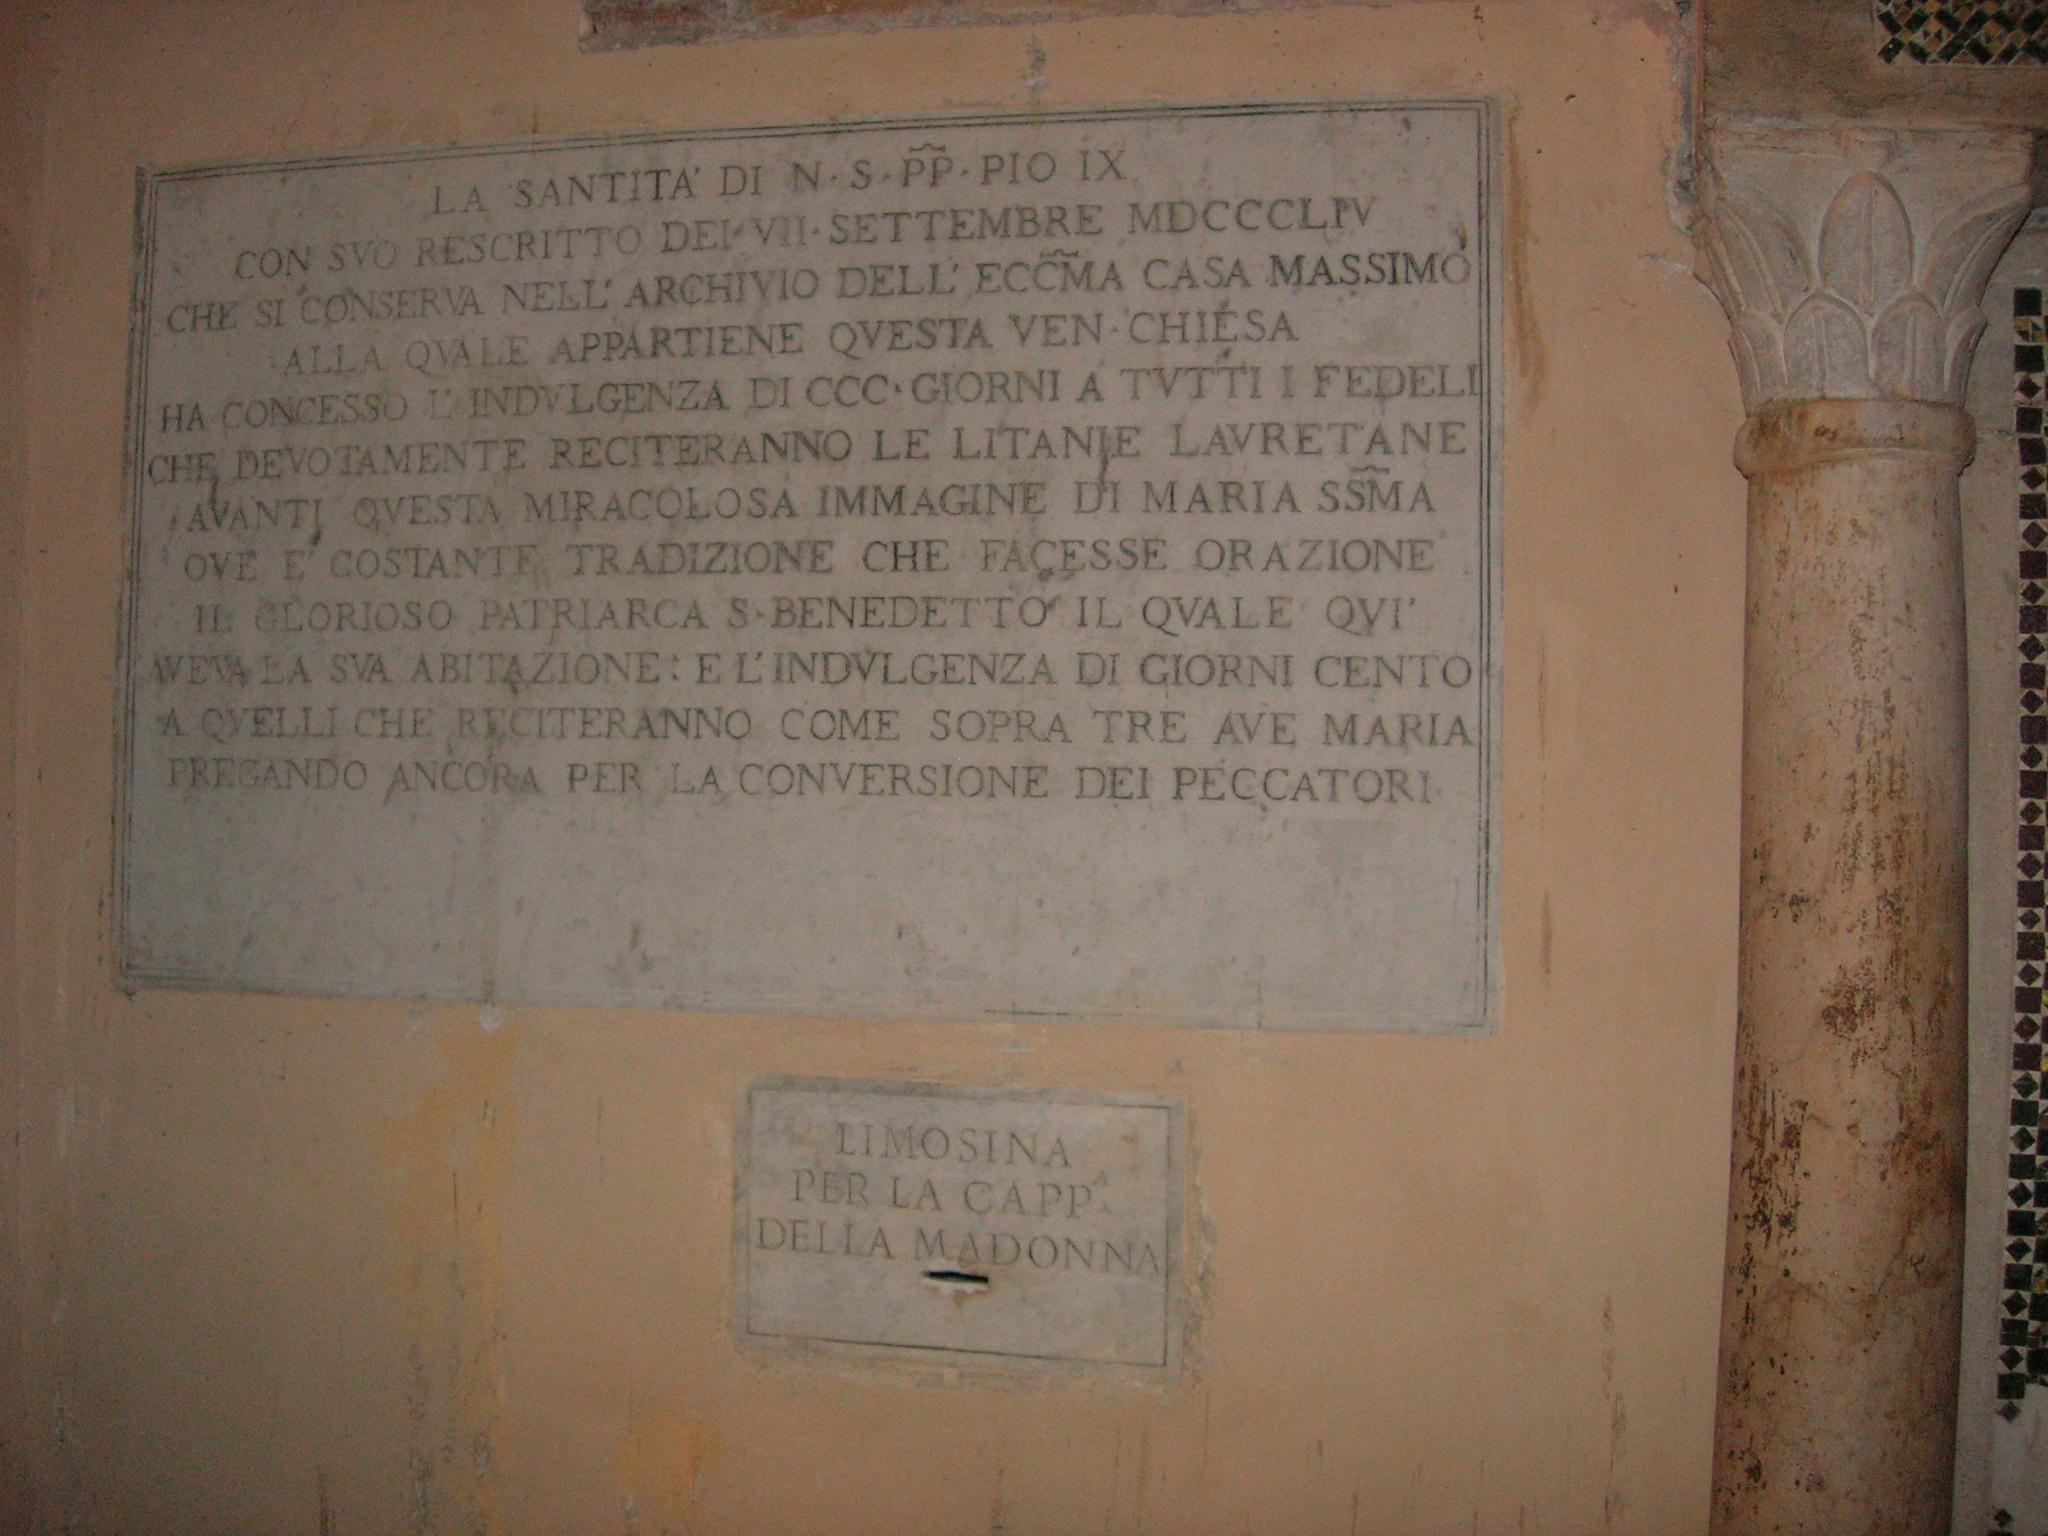 LA SANTITA' DI N·S·PP·PIO IX
CON SVO RESCRITTO DEI VII·SETTEMBRE MDCCCLIV
CHE SI CONSERVA NELL' ARCHIVIO DELL' ECCMA CASA MASSIMO
ALLA QVALE APPARTIENE QVESTA VEN·CHIESA
HA CONCESSO L'INDVLGENZA DI CCC·GIORNI A TVTTI I FEDELI
CHE DEVOTAMENTE RECITERANNO LE LITANIE LAVRETANE
AVANTI QVESTA MIRACOLOSA IMMAGINE DI MARIA SSMA
OVE E' COSTANTE TRADIZIONE CHE FACESSE ORAZIONE
IL GLORIOSO PATRIARCA S·BENEDETTO IL QVALE QVI'
AVEVA LA SVA ABITAZIONE: E L'INDVLGENZA DI GIORNI CENTO
A QVELLI CHE RECITERANNO COME SOPRA TRE AVE MARIA
PREGANDO ANCORA PER LA CONVERSIONE DEI PECCATORI
LIMOSINA
PER LA CAPPᴬ
DELLA MADONNA